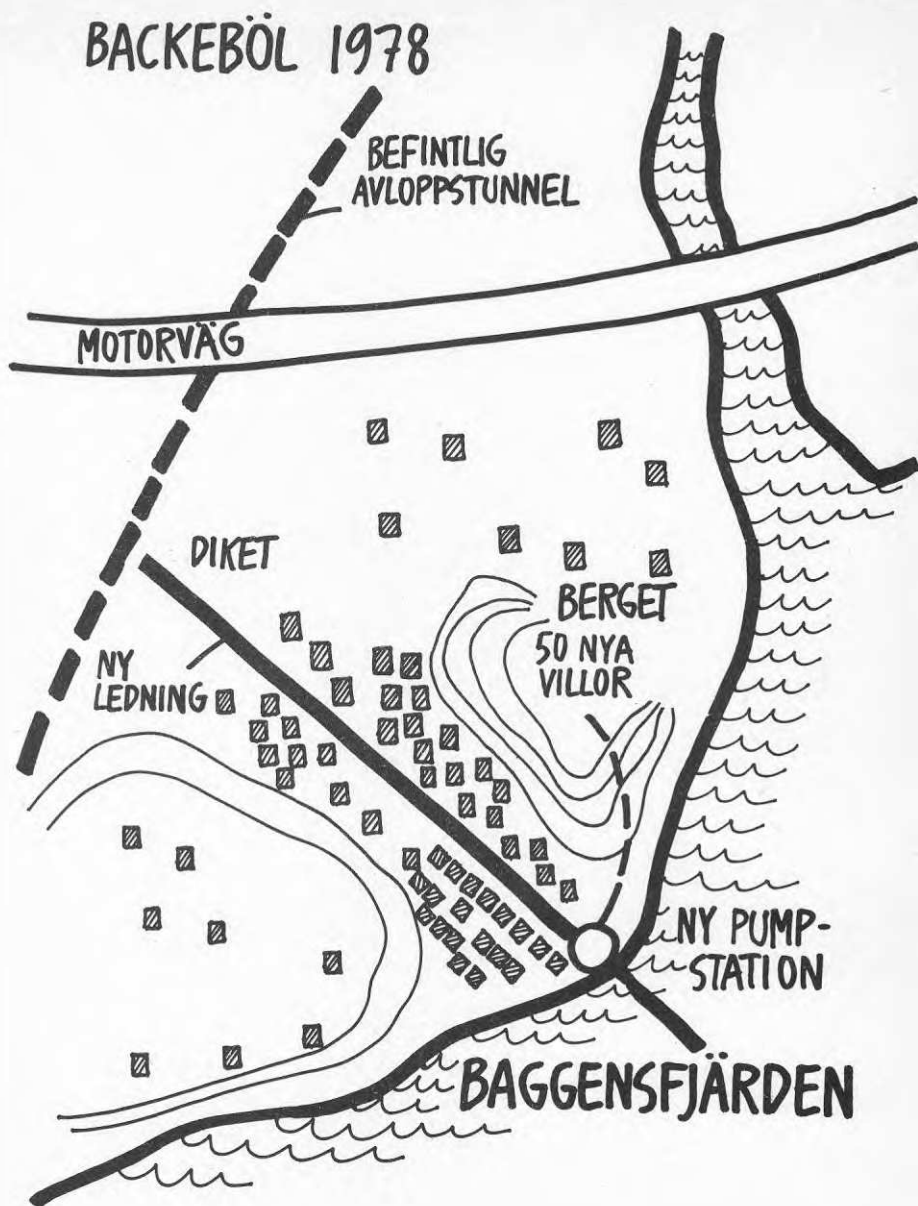 BACKEBÖL 1978
BEFINTLIG
AVLOPPSTUNNEL
MOTORVÄG
DIKET
BERGET
50 NYA
VILLOR
NY
LEDNING
NY PUMP-
STATION
BAGGENSFJÄRDEN